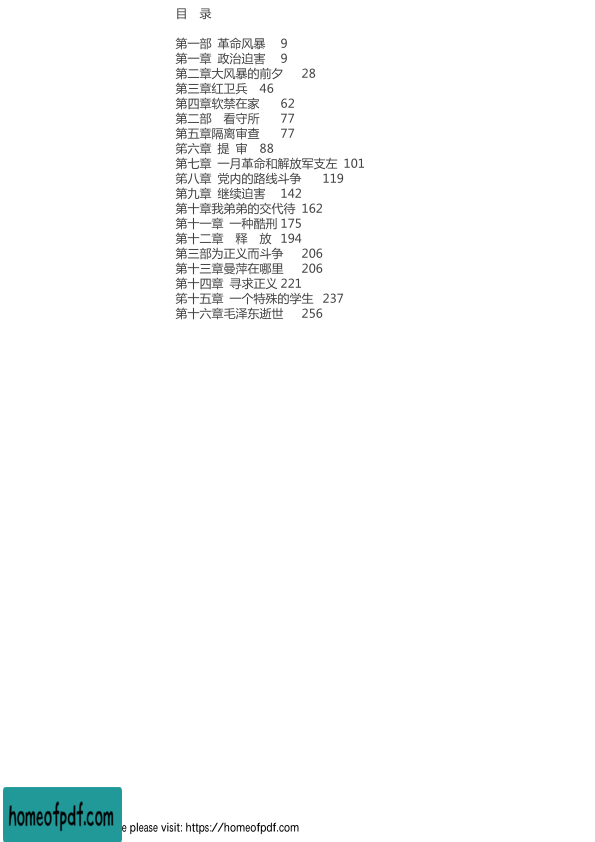 目　录
第一部 革命风暴 9
第一章 政治迫害 9
第二章大风暴的前夕 28
第三章红卫兵 46
第四章软禁在家 62
第二部　看守所 77
第五章隔离审查 77
第六章 提 审 88
第七章 一月革命和解放军支左 101
第八章 党内的路线斗争 119
第九章 继续迫害 142
第十章我弟弟的交代待 162
第十一章 一种酷刑 175
第十二章　释　放 194
第三部为正义而斗争 206
第十三章曼萍在哪里 206
第十四章 寻求正义 221
第十五章 一个特殊的学生 237
第十六章毛泽东逝世 256
homeofpdf.com
e please visit: https://homeofpdf.com